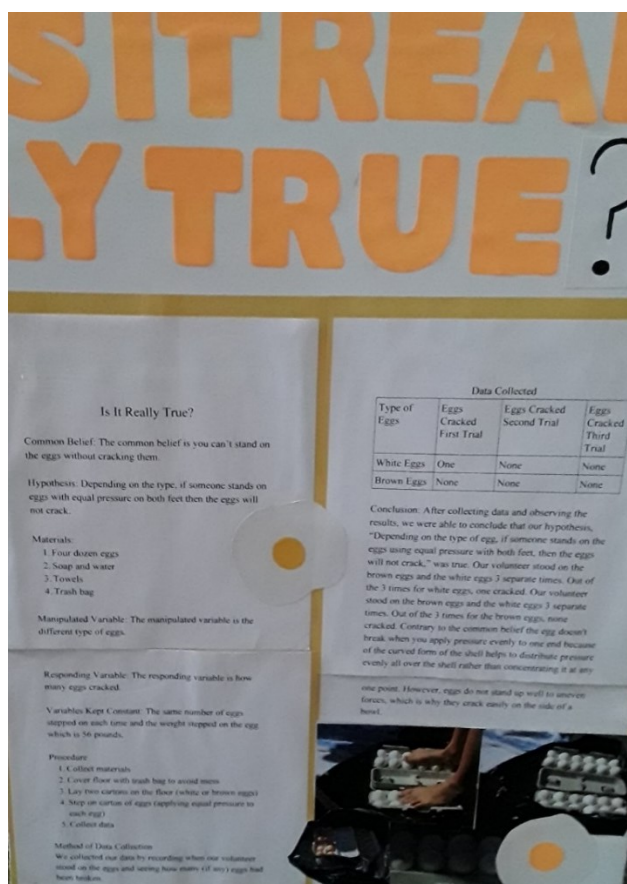 SIT REAL
LY TRUE?
Is It Really True?
Common Belief: The common belief is you can't stand on
the eggs without cracking them.
Hypothesis: Depending on the type, if someone stands on
eggs with equal pressure on both feet then the eggs will
not crack.
Materials:
1. Four dozen eggs
2. Soap and water
3. Towels
4. Trash bag
Manipulated Variable: The manipulated variable is the
different type of eggs.
Responding Variable: The responding variable is how
many eggs cracked.
Variables Kept Constant: The same number of eggs
stepped on each time and the weight stepped on the egg
which is 56 pounds.
Procedure
1. Collect materials
2. Cover floor with trash bag to avoid mess
3. Lay two cartons on the floor (white or brown eggs)
4. Step on carton of eggs (applying equal pressure to
each egg)
5. Collect data
Method of Data Collection
We collected our data by recording when our volunteer
stood on the eggs and seeing how many (if any) eggs had
been broken.
Data Collected
Type of Eggs | Eggs Cracked First Trial | Eggs Cracked Second Trial | Eggs Cracked Third Trial
White Eggs | One | None | None
Brown Eggs | None | None | None
Conclusion: After collecting data and observing the
results, we were able to conclude that our hypothesis,
"Depending on the type of egg, if someone stands on the
eggs using equal pressure with both feet, then the eggs
will not crack," was true. Our volunteer stood on the
brown eggs and the white eggs 3 separate times. Out of
the 3 times for white eggs, one cracked. Our volunteer
stood on the brown eggs and the white eggs 3 separate
times. Out of the 3 times for the brown eggs, none
cracked. Contrary to the common belief the egg doesn't
break when you apply pressure evenly to one end because
of the curved form of the shell helps to distribute pressure
evenly all over the shell rather than concentrating it at any
one point. However, eggs do not stand up well to uneven
forces, which is why they crack easily on the side of a
bowl.